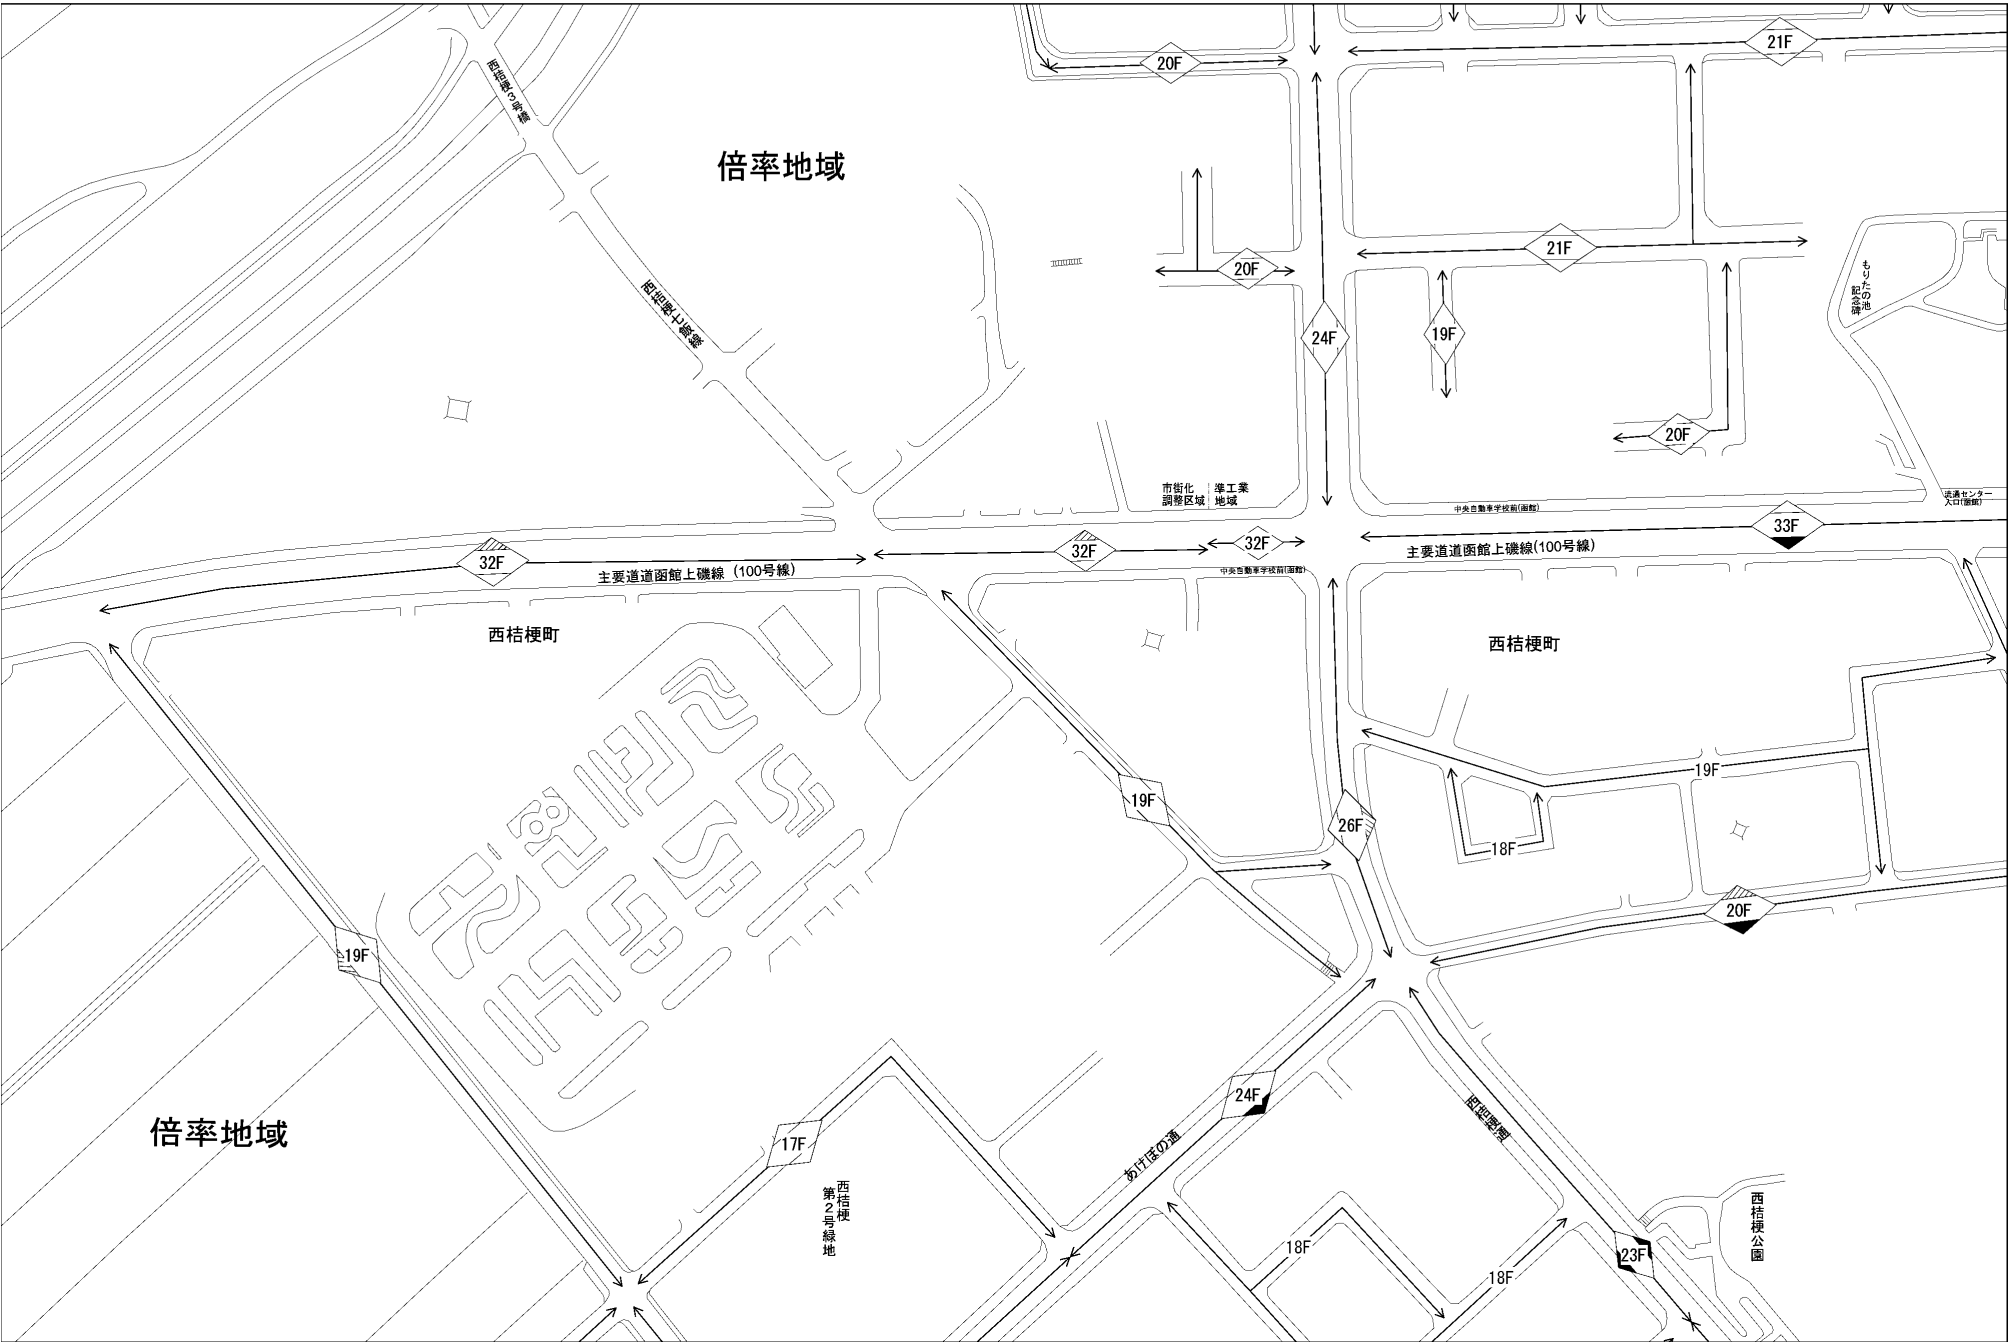 21F
20F
西桔梗3号橋
倍率地域
21F
20F
もりたの池
記念碑
西桔梗七飯線
24F
19F
20F
市街化
調整区域
準工業
地域
流通センター
入口(函館)
中央自動車学校前(函館)
33F
32F
32F
32F
主要道道函館上磯線(100号線)
主要道道函館上磯線 (100号線)
中央自動車学校前(函館)
西桔梗町
西桔梗町
19F
19F
26F
18F
20F
19F
24F
西桔梗通
倍率地域
17F
あけぼの通
西桔梗
第2号緑地
西桔梗公園
18F
23F
18F